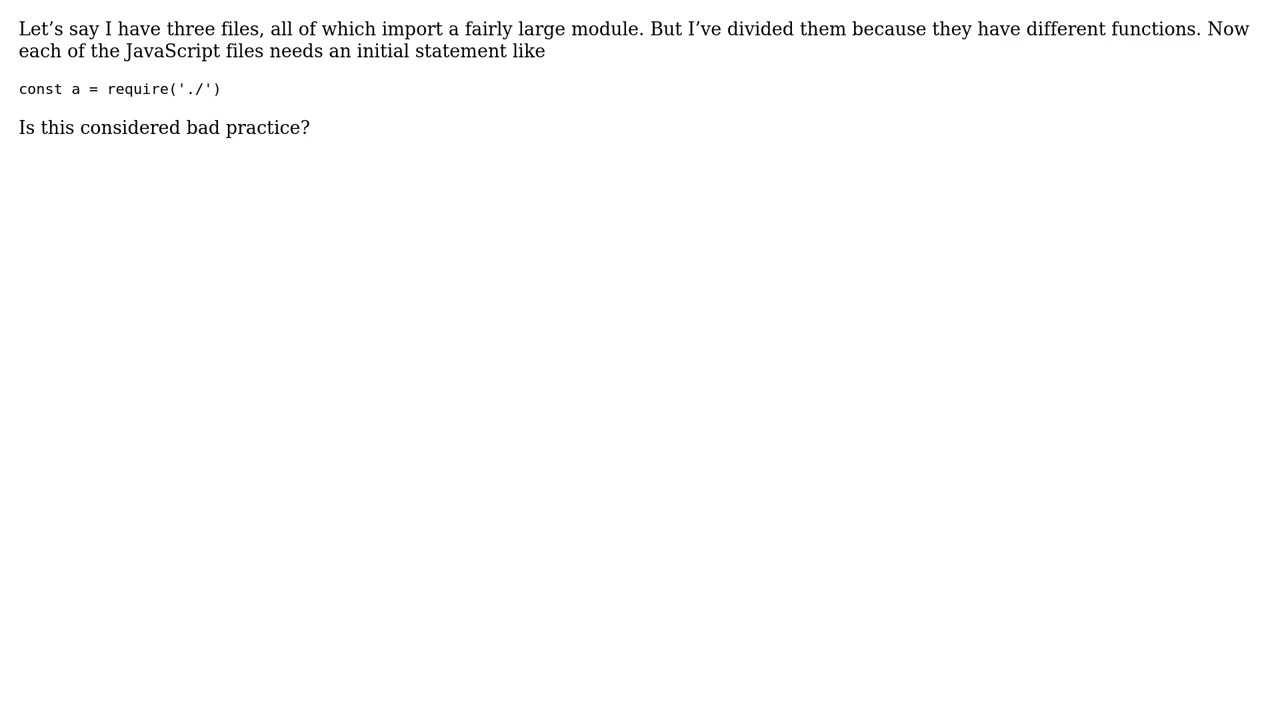 Let’s say I have three files, all of which import a fairly large module. But I’ve divided them because they have different functions. Now
each of the JavaScript files needs an initial statement like
const a = require('./')
Is this considered bad practice?